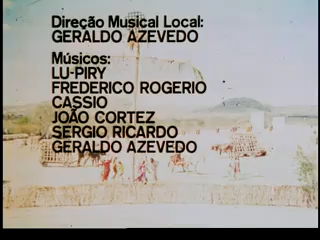 Direção Musical Local:
GERALDO AZEVEDO
Músicos:
LU-PIRY
FREDERICO ROGERIO
CASSIO
JOÃO CORTEZ
SERGIO RICARDO
GERALDO AZEVEDO